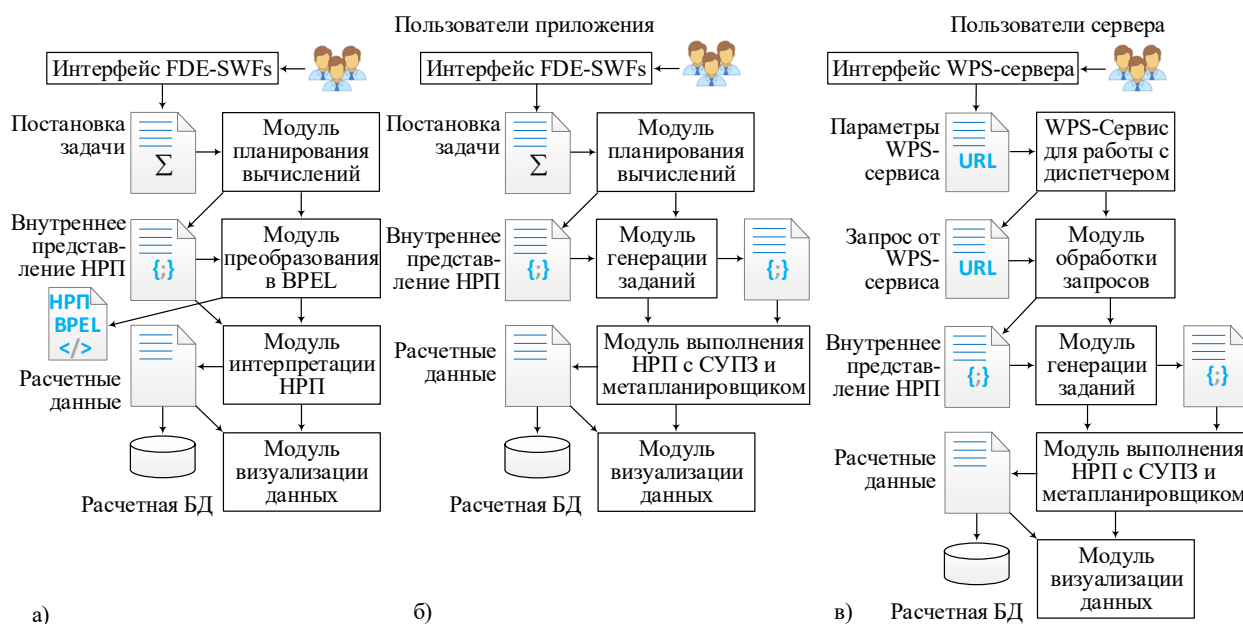 Пользователи приложения
Пользователи сервера
Интерфейс FDE-SWFs
Постановка
задачи
Σ
Модуль
планирования
вычислений
Внутреннее
представ-
ление НРП
{;}
Модуль
преобразования
в BPEL
НРП
BPEL
</>
Расчетные
данные
Модуль
интерпретации
НРП
Модуль
визуализации
данных
Расчетная БД
а)
Интерфейс FDE-SWFs
Постановка
задачи
Σ
Модуль
планирования
вычислений
Внутреннее
представ-
ление НРП
{;}
Модуль
генерации
заданий
{;}
Расчетные
данные
Модуль выполнения
НРП с СУПЗ и
метапланировщиком
Модуль
визуализации
данных
Расчетная БД
б)
Интерфейс WPS-сервера
Параметры
WPS-
сервиса
URL
WPS-Сервис
для работы с
диспетчером
Запрос от
WPS-
сервиса
URL
Модуль
обработки
запросов
Внутреннее
представ-
ление НРП
{;}
Модуль
генерации
заданий
{;}
Расчетные
данные
Модуль выполнения
НРП с СУПЗ и
метапланировщиком
Модуль
визуализации
данных
Расчетная БД
в)